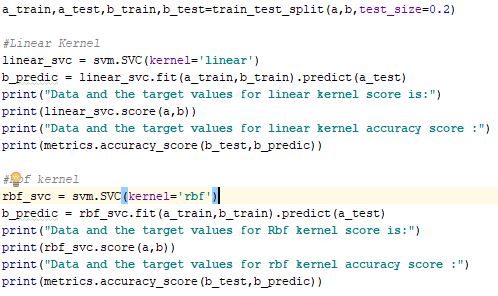 a_train,a_test,b_train,b_test=train_test_split(a,b,test_size=0.2)
#Linear Kernel
linear_svc = svm.SVC(kernel='linear')
b_predic = linear_svc.fit(a_train,b_train).predict(a_test)
print("Data and the target values for linear kernel score is:")
print(linear_svc.score(a,b))
print("Data and the target values for linear kernel accuracy score :")
print(metrics.accuracy_score(b_test,b_predic))
# kernel
rbf_svc = svm.SVC(kernel='rbf')
b_predic = rbf_svc.fit(a_train,b_train).predict(a_test)
print("Data and the target values for Rbf kernel score is:")
print(rbf_svc.score(a,b))
print("Data and the target values for rbf kernel accuracy score :")
print(metrics.accuracy_score(b_test,b_predic))